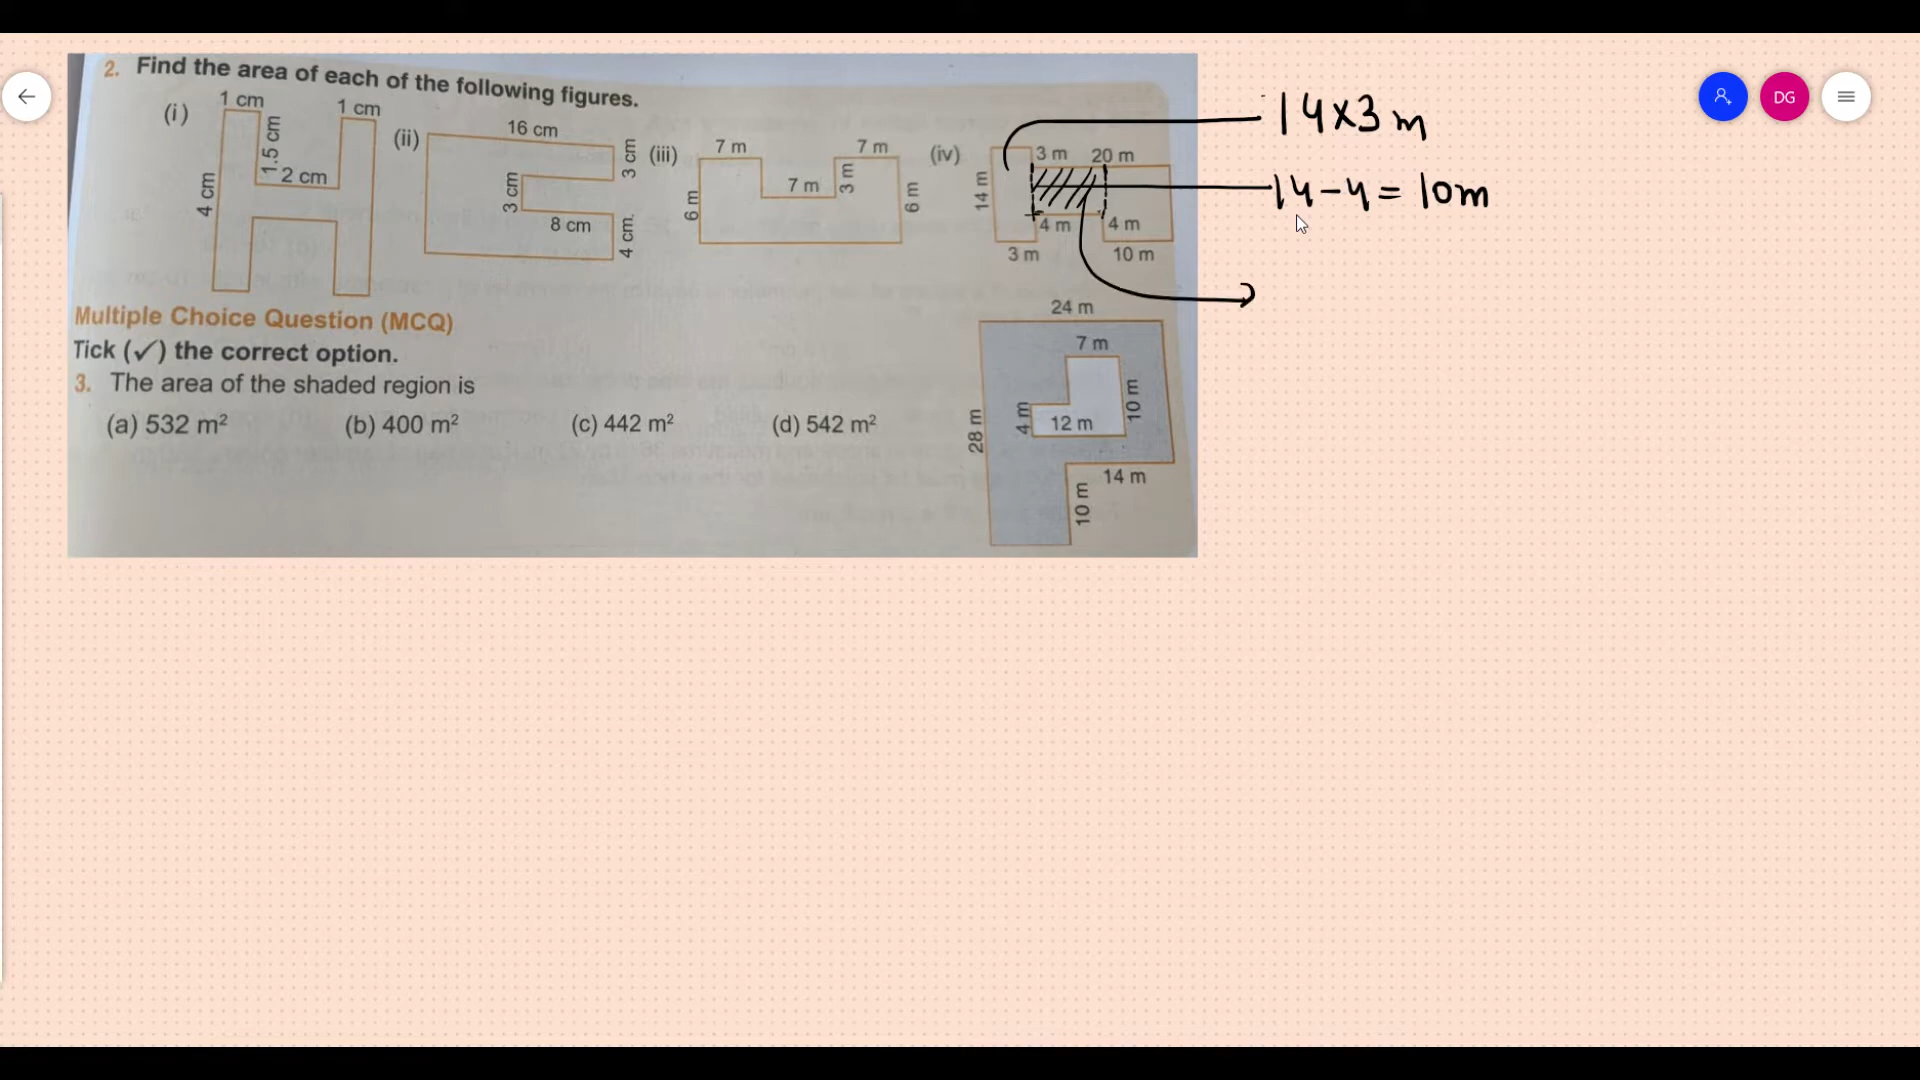 2. Find the area of each of the following figures.
(i) 1 cm 1 cm 1.5 cm 2 cm 4 cm
(ii) 16 cm 3 cm 3 cm 8 cm 4 cm.
(iii) 7 m 7 m 7 m 3 m 6 m 6 m
(iv) 3 m 20 m 14 m 4 m 4 m 3 m 10 m
14x3 m
14-4 = 10m
Multiple Choice Question (MCQ)
Tick (✓) the correct option.
3. The area of the shaded region is
(a) 532 m² (b) 400 m² (c) 442 m² (d) 542 m²
24 m
7 m
10 m
4 m
12 m
28 m
14 m
10 m
DG